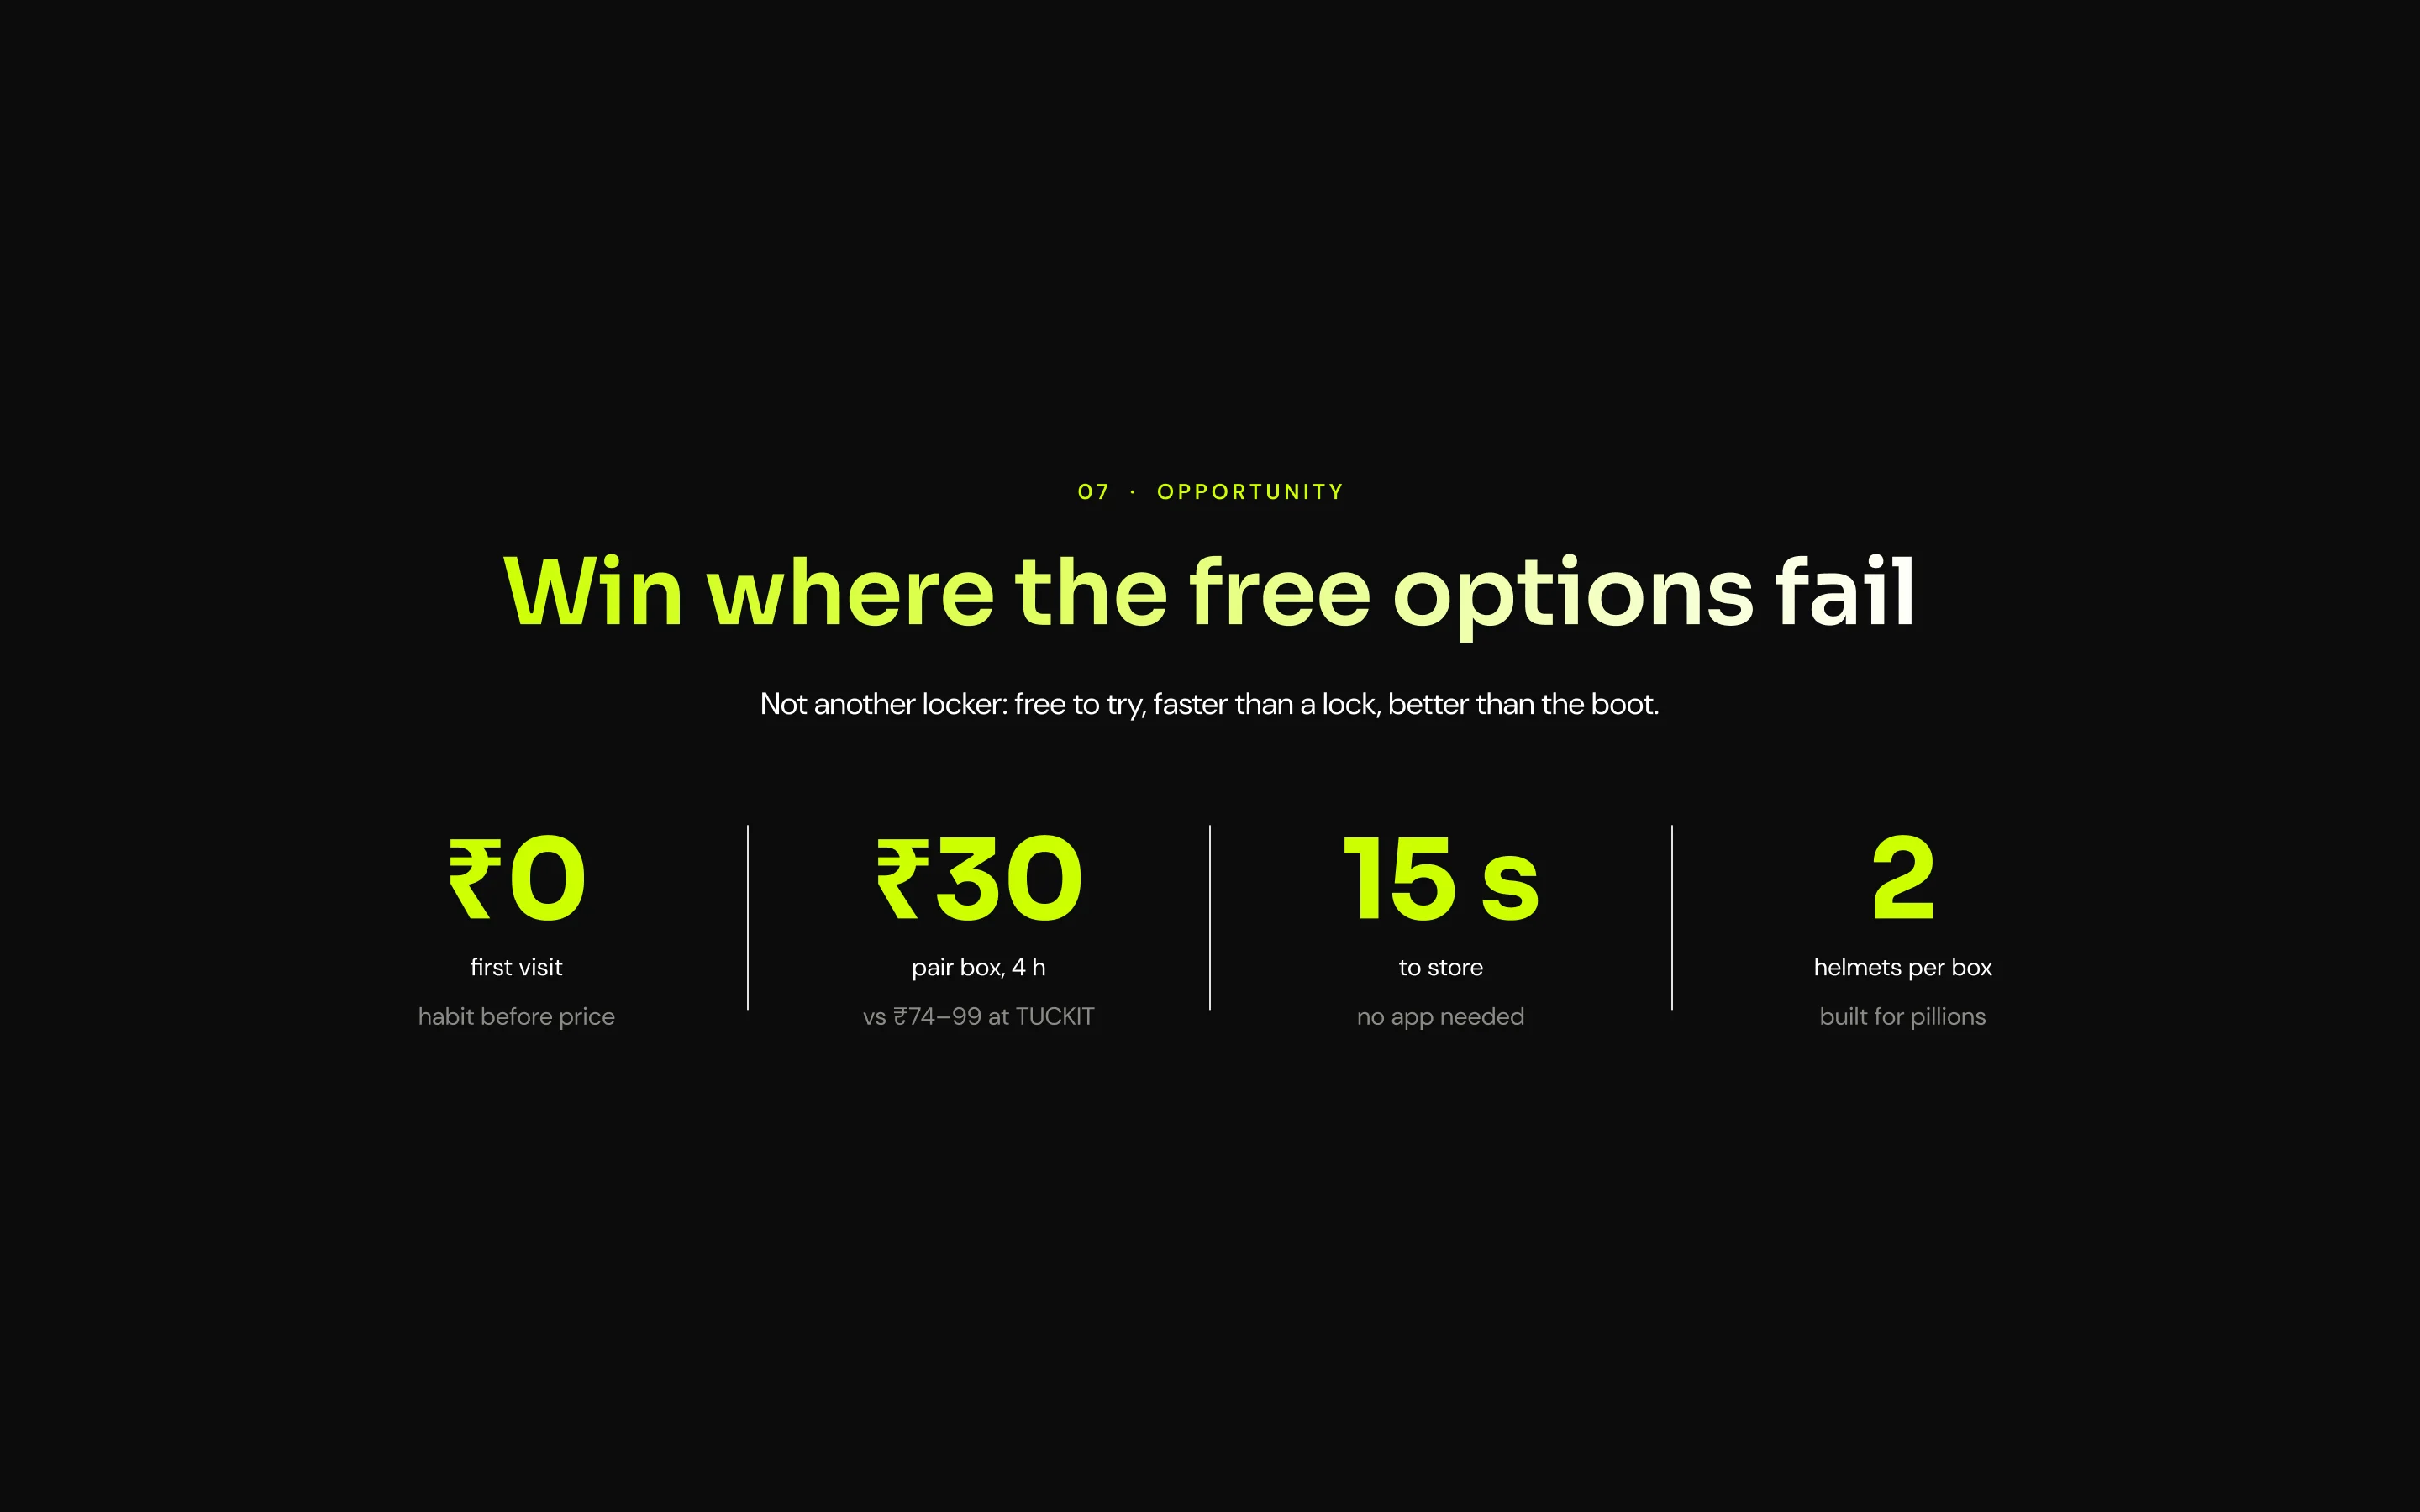 07 · OPPORTUNITY
Win where the free options fail
Not another locker: free to try, faster than a lock, better than the boot.
₹0
first visit
habit before price
₹30
pair box, 4 h
vs ₹74–99 at TUCKIT
15 s
to store
no app needed
2
helmets per box
built for pillions